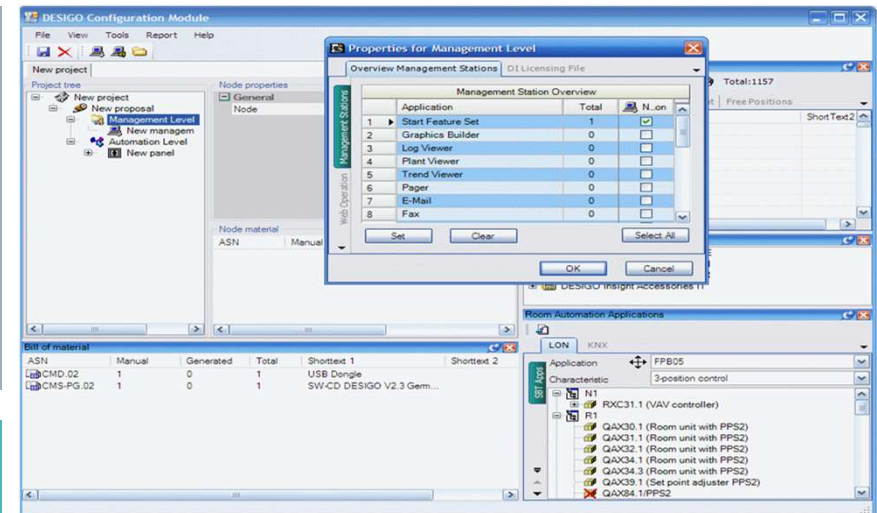 DESIGO Configuration Module
File View Tools Report Help
New project
Project tree
New project
New proposal
Management Level
New managem
Automation Level
New panel
Node properties
General
Node
Node material
ASN Manual
Properties for Management Level
Overview Management Stations DI Licensing File
Management Stations
Web Operation
Management Station Overview
Application Total N...on
1 Start Feature Set 1
2 Graphics Builder 0
3 Log Viewer 0
4 Plant Viewer 0
5 Trend Viewer 0
6 Pager 0
7 E-Mail 0
8 Fax 0
Set Clear Select All
OK Cancel
Total:1157
Free Positions
ShortText2
DESIGO Insight Accessories IT
Bill of material
ASN Manual Generated Total Shorttext 1 Shorttext 2
CMD.02 1 0 1 USB Dongle
CMS-PG.02 1 0 1 SW-CD DESIGO V2.3 Germ...
Room Automation Applications
LON KNX
SBT Apps
Application FPB05
Characteristic 3-position control
N1
RXC31.1 (VAV controller)
R1
QAX30.1 (Room unit with PPS2)
QAX31.1 (Room unit with PPS2)
QAX32.1 (Room unit with PPS2)
QAX34.1 (Room unit with PPS2)
QAX34.3 (Room unit with PPS2)
QAX39.1 (Set point adjuster PPS2)
QAX84.1/PPS2